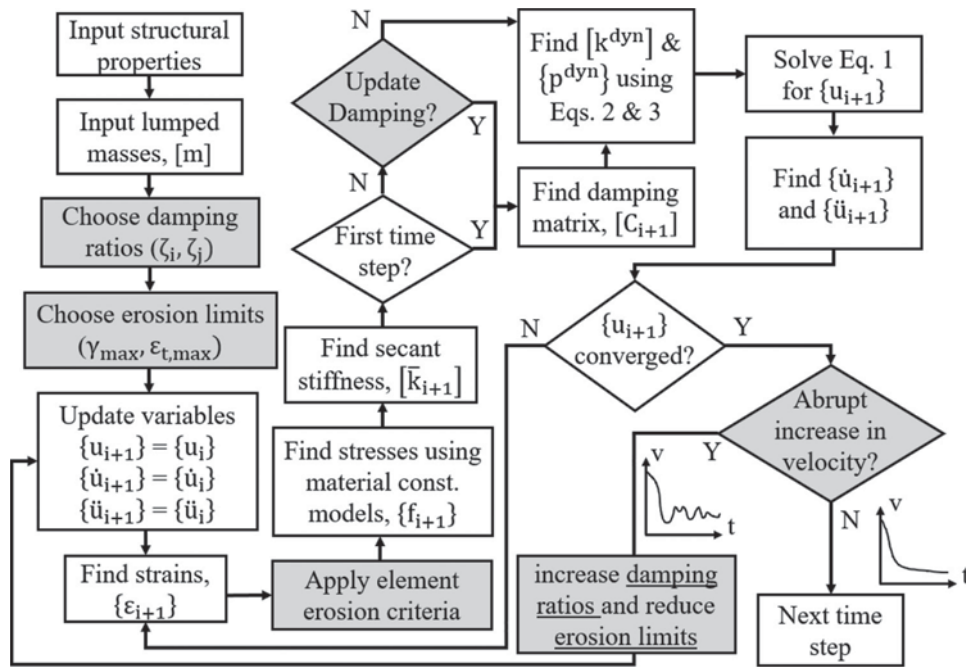 Input structural
properties
Input lumped
masses, [m]
Choose damping
ratios (ζᵢ, ζⱼ)
Choose erosion limits
(γₘₐₓ, εₜ,ₘₐₓ)
Update variables
{uᵢ₊₁} = {uᵢ}
{u̇ᵢ₊₁} = {u̇ᵢ}
{üᵢ₊₁} = {üᵢ}
Find strains,
{εᵢ₊₁}
Apply element
erosion criteria
Find stresses using
material const.
models, {fᵢ₊₁}
Find secant
stiffness, [k̅ᵢ₊₁]
First time
step?
N
Y
Update
Damping?
N
Y
Find damping
matrix, [Cᵢ₊₁]
Find [kᵈʸⁿ] &
{pᵈʸⁿ} using
Eqs. 2 & 3
Solve Eq. 1
for {uᵢ₊₁}
Find {u̇ᵢ₊₁}
and {üᵢ₊₁}
{uᵢ₊₁}
converged?
N
Y
Abrupt
increase in
velocity?
Y
N
v
t
v
t
increase damping
ratios and reduce
erosion limits
Next time
step